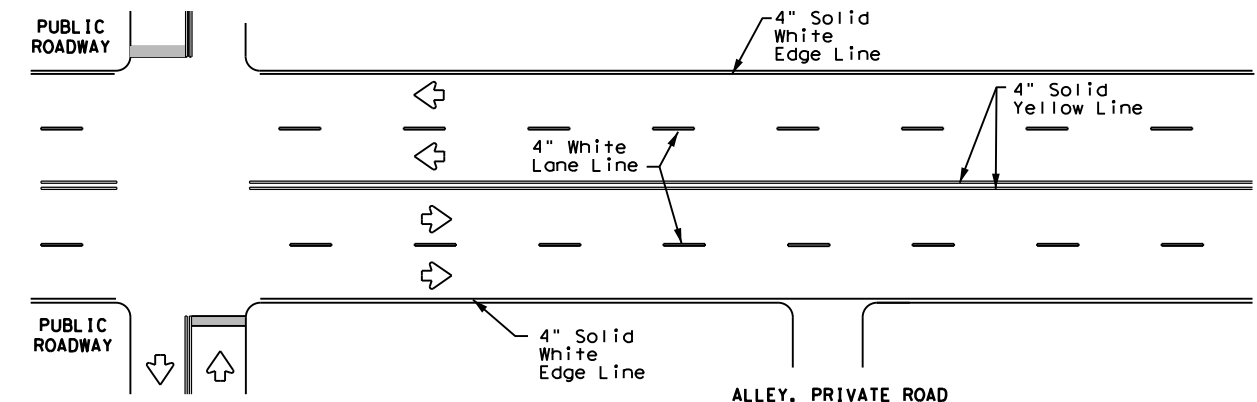 PUBLIC
ROADWAY
4" Solid
White
Edge Line
4" Solid
Yellow Line
4" White
Lane Line
PUBLIC
ROADWAY
4" Solid
White
Edge Line
ALLEY, PRIVATE ROAD